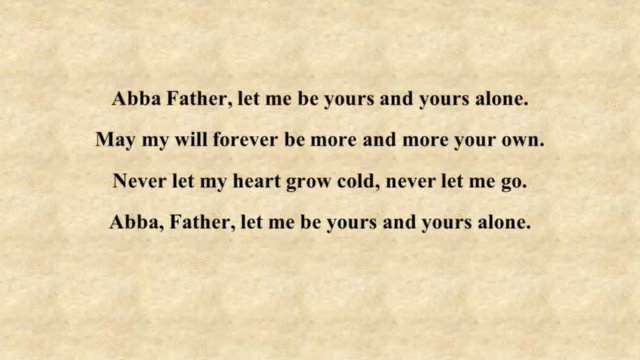 Abba Father, let me be yours and yours alone.
May my will forever be more and more your own.
Never let my heart grow cold, never let me go.
Abba, Father, let me be yours and yours alone.